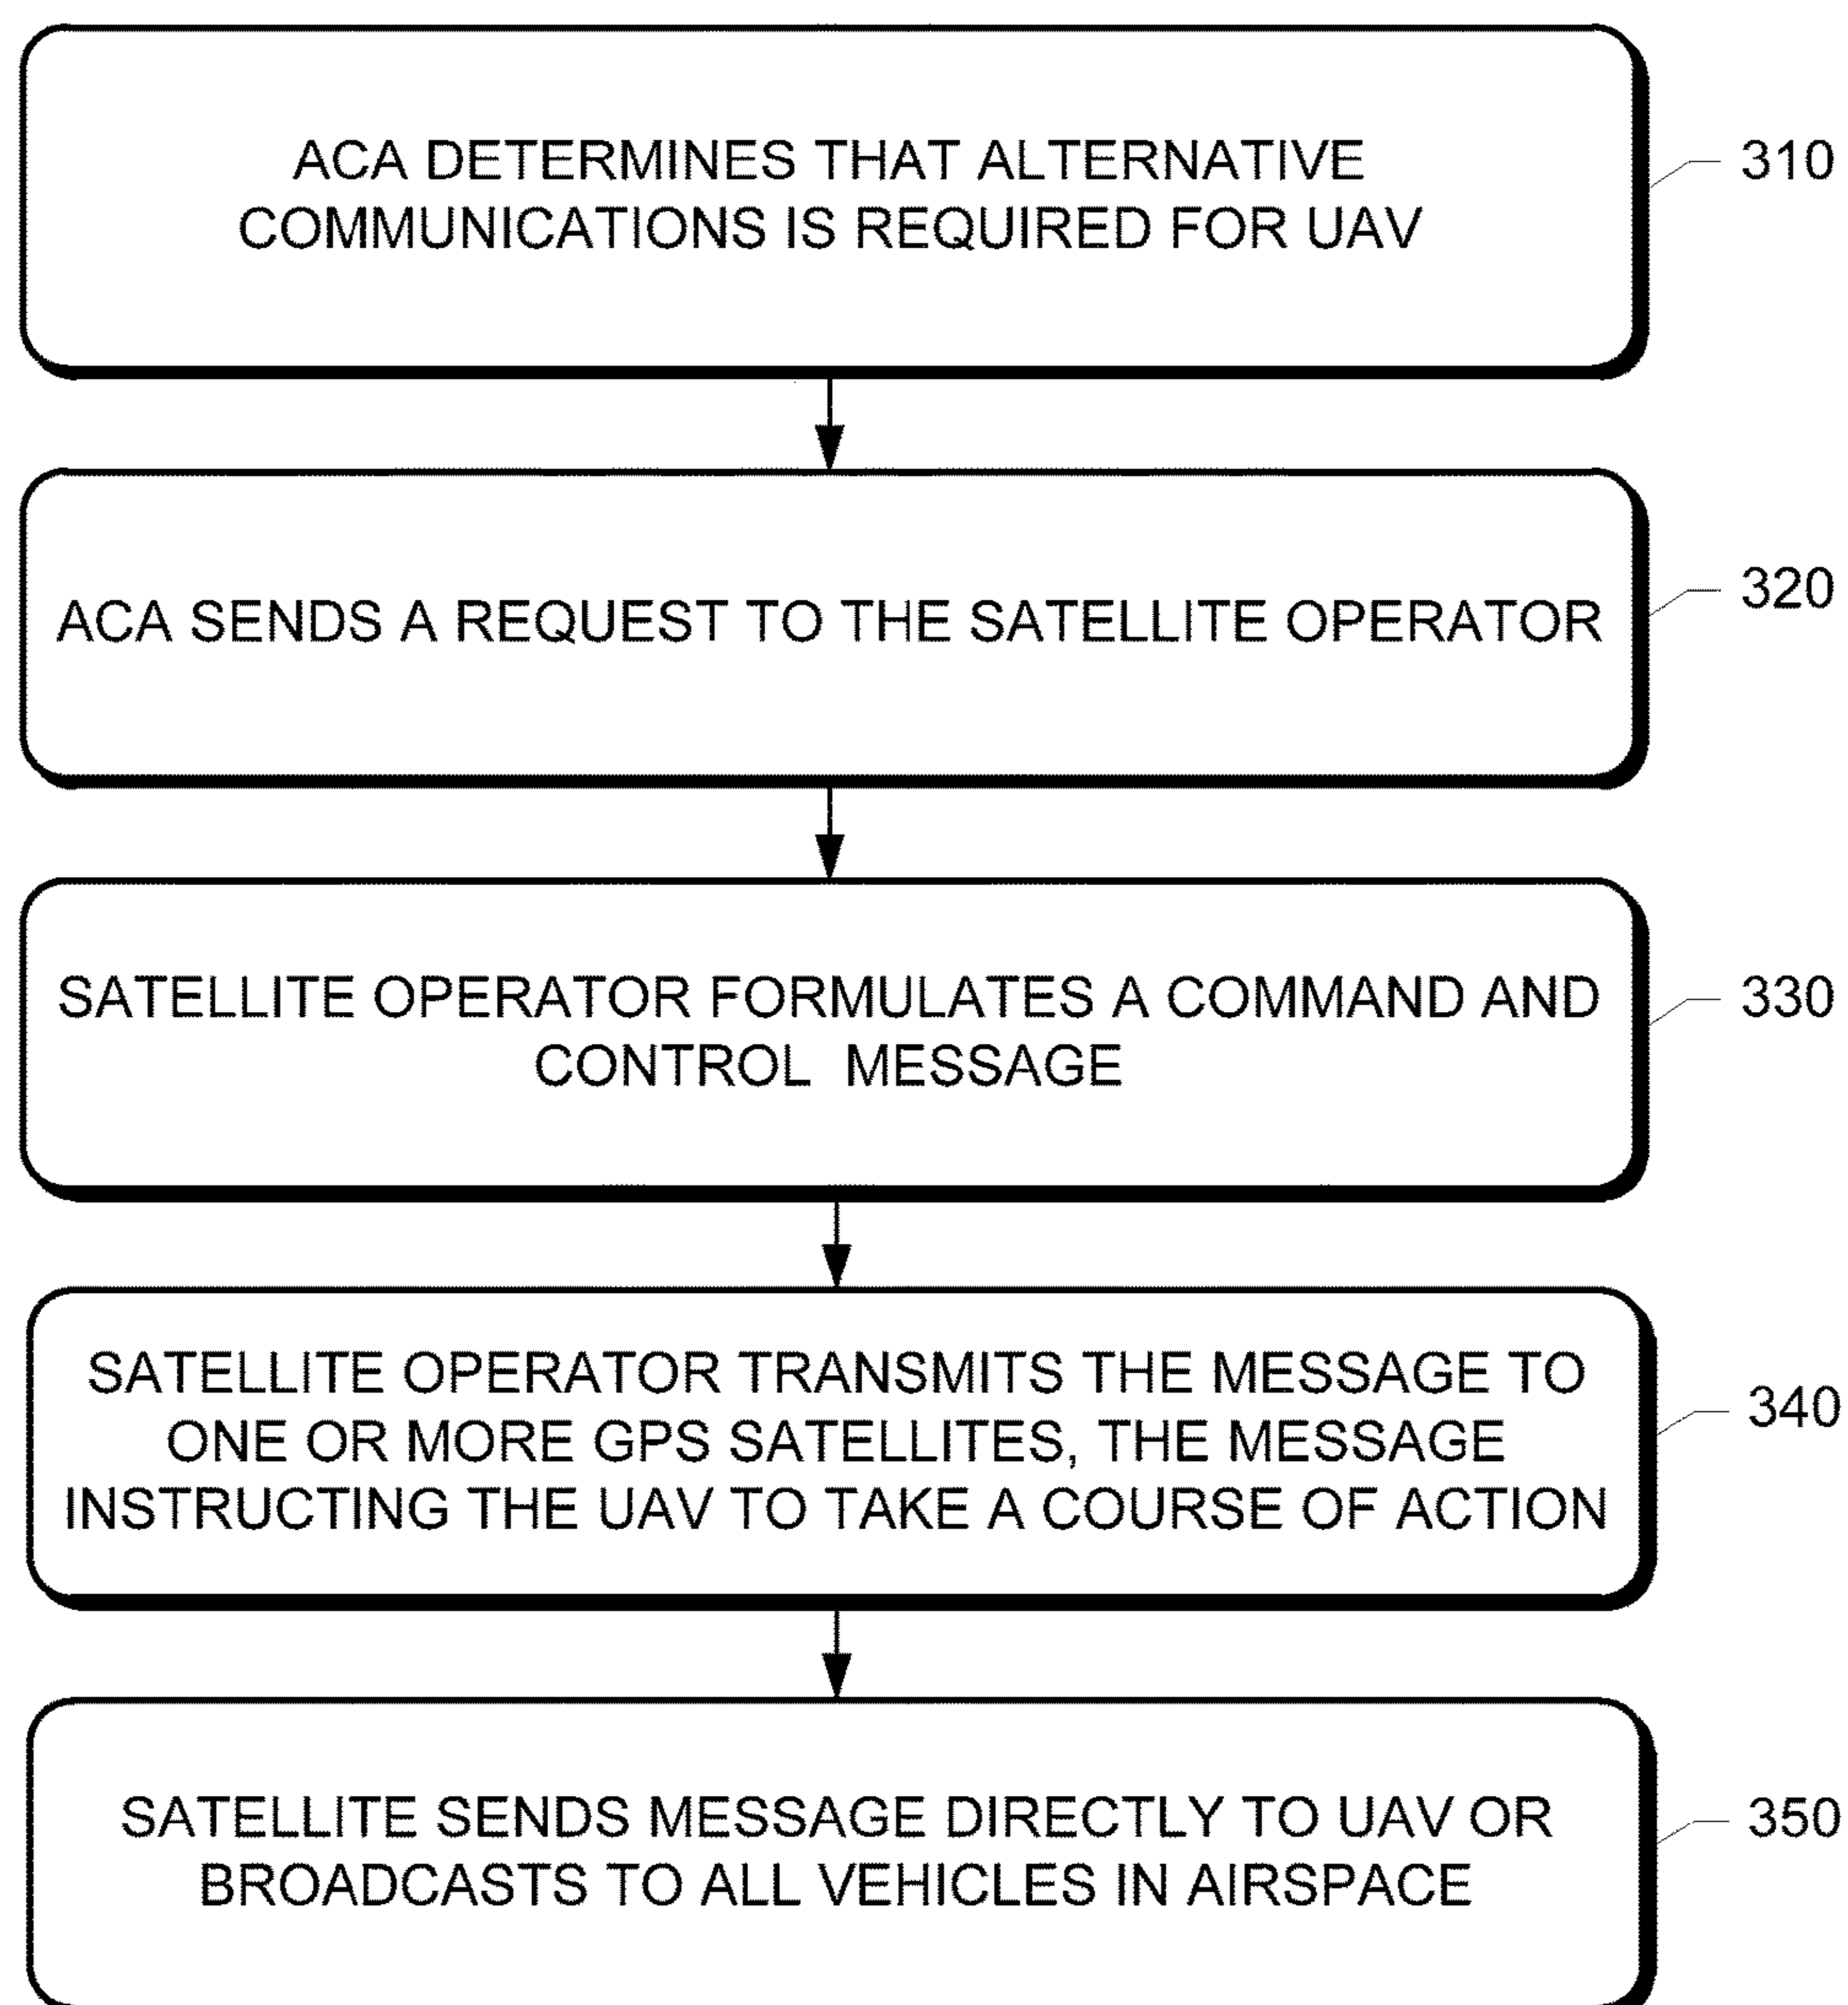 ACA DETERMINES THAT ALTERNATIVE
COMMUNICATIONS IS REQUIRED FOR UAV
310
ACA SENDS A REQUEST TO THE SATELLITE OPERATOR
320
SATELLITE OPERATOR FORMULATES A COMMAND AND
CONTROL MESSAGE
330
SATELLITE OPERATOR TRANSMITS THE MESSAGE TO
ONE OR MORE GPS SATELLITES, THE MESSAGE
INSTRUCTING THE UAV TO TAKE A COURSE OF ACTION
340
SATELLITE SENDS MESSAGE DIRECTLY TO UAV OR
BROADCASTS TO ALL VEHICLES IN AIRSPACE
350